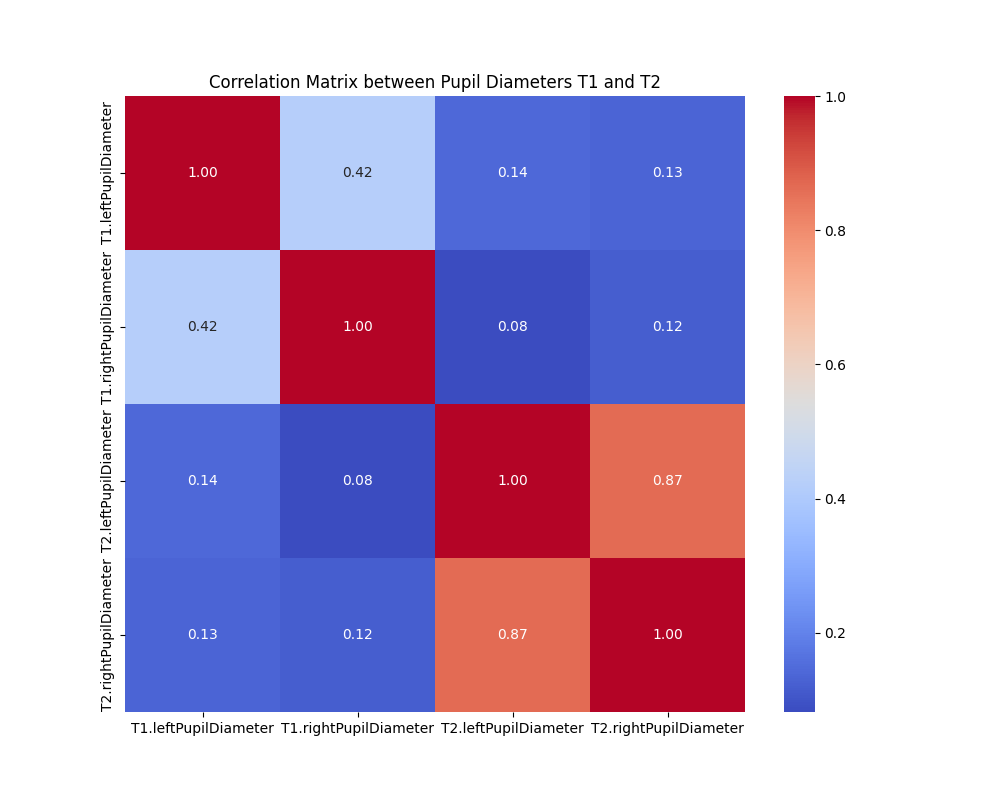 Correlation Matrix between Pupil Diameters T1 and T2
T1.leftPupilDiameter
1.00 0.42 0.14 0.13
T1.rightPupilDiameter
0.42 1.00 0.08 0.12
T2.leftPupilDiameter
0.14 0.08 1.00 0.87
T2.rightPupilDiameter
0.13 0.12 0.87 1.00
T1.leftPupilDiameter T1.rightPupilDiameter T2.leftPupilDiameter T2.rightPupilDiameter
1.0
0.8
0.6
0.4
0.2